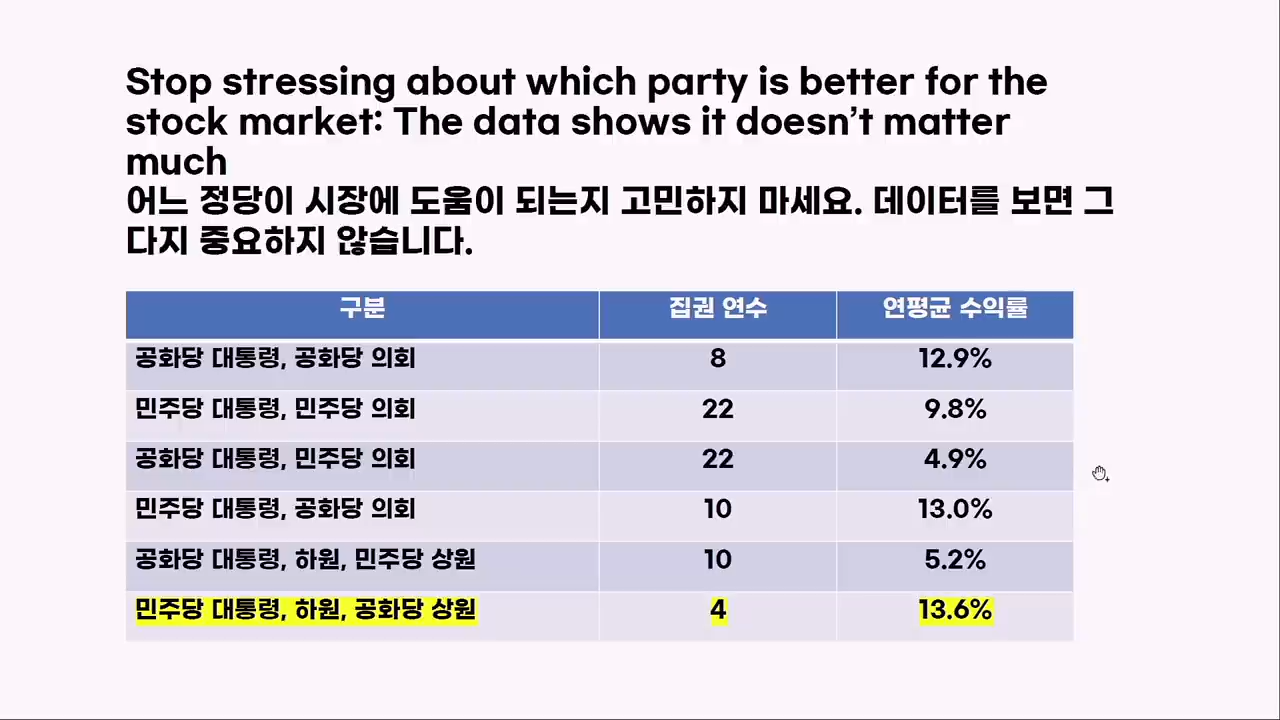 Stop stressing about which party is better for the
stock market: The data shows it doesn't matter
much
어느 정당이 시장에 도움이 되는지 고민하지 마세요. 데이터를 보면 그
다지 중요하지 않습니다.
구분 집권 연수 연평균 수익률
공화당 대통령, 공화당 의회 8 12.9%
민주당 대통령, 민주당 의회 22 9.8%
공화당 대통령, 민주당 의회 22 4.9%
민주당 대통령, 공화당 의회 10 13.0%
공화당 대통령, 하원, 민주당 상원 10 5.2%
민주당 대통령, 하원, 공화당 상원 4 13.6%